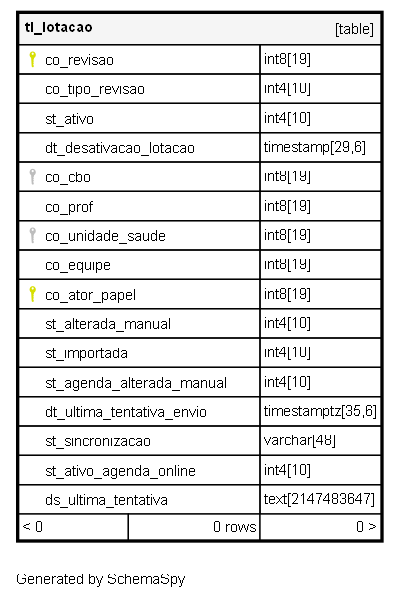 tl_lotacao [table]
co_revisao int8[19]
co_tipo_revisao int4[10]
st_ativo int4[10]
dt_desativacao_lotacao timestamp[29,6]
co_cbo int8[19]
co_prof int8[19]
co_unidade_saude int8[19]
co_equipe int8[19]
co_ator_papel int8[19]
st_alterada_manual int4[10]
st_importada int4[10]
st_agenda_alterada_manual int4[10]
dt_ultima_tentativa_envio timestamptz[35,6]
st_sincronizacao varchar[48]
st_ativo_agenda_online int4[10]
ds_ultima_tentativa text[2147483647]
< 0 0 rows 0 >
Generated by SchemaSpy